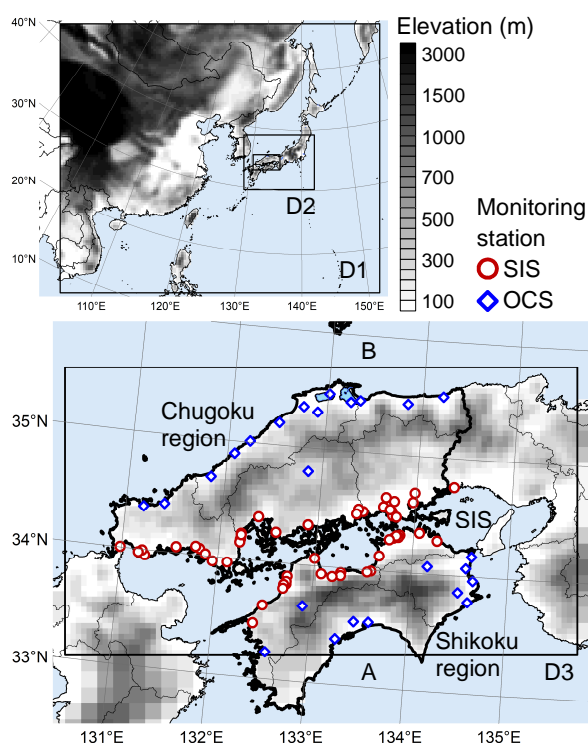 Elevation (m)
40°N
30°N
20°N
10°N
110°E
120°E
130°E
140°E
150°E
D2
D1
3000
1500
1000
700
500
300
100
Monitoring
station
SIS
OCS
B
35°N
34°N
33°N
Chugoku
region
SIS
Shikoku
region
A
D3
131°E
132°E
133°E
134°E
135°E